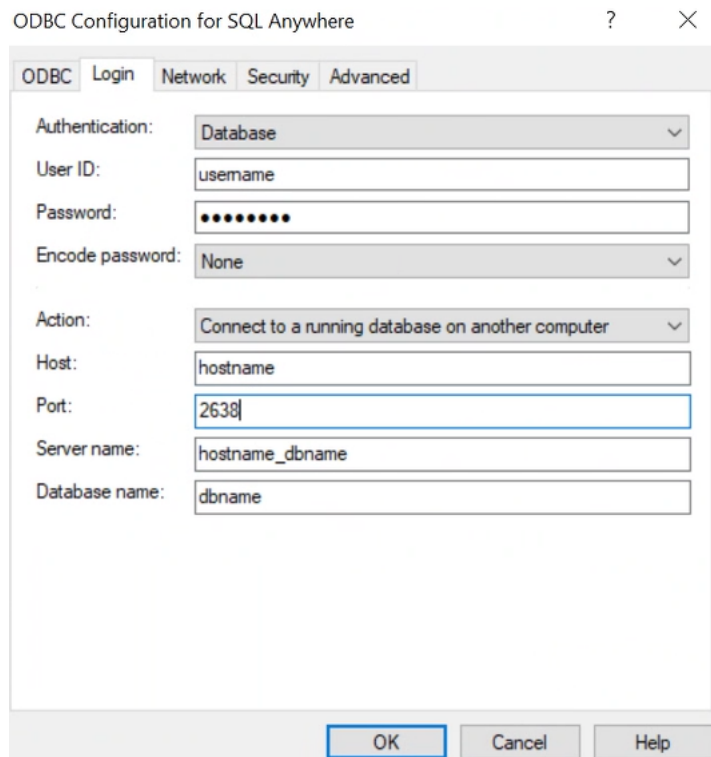 ODBC Configuration for SQL Anywhere ?
ODBC Login Network Security Advanced
Authentication: Database
User ID: username
Password: ●●●●●●●●
Encode password: None
Action: Connect to a running database on another computer
Host: hostname
Port: 2638
Server name: hostname_dbname
Database name: dbname
OK Cancel Help